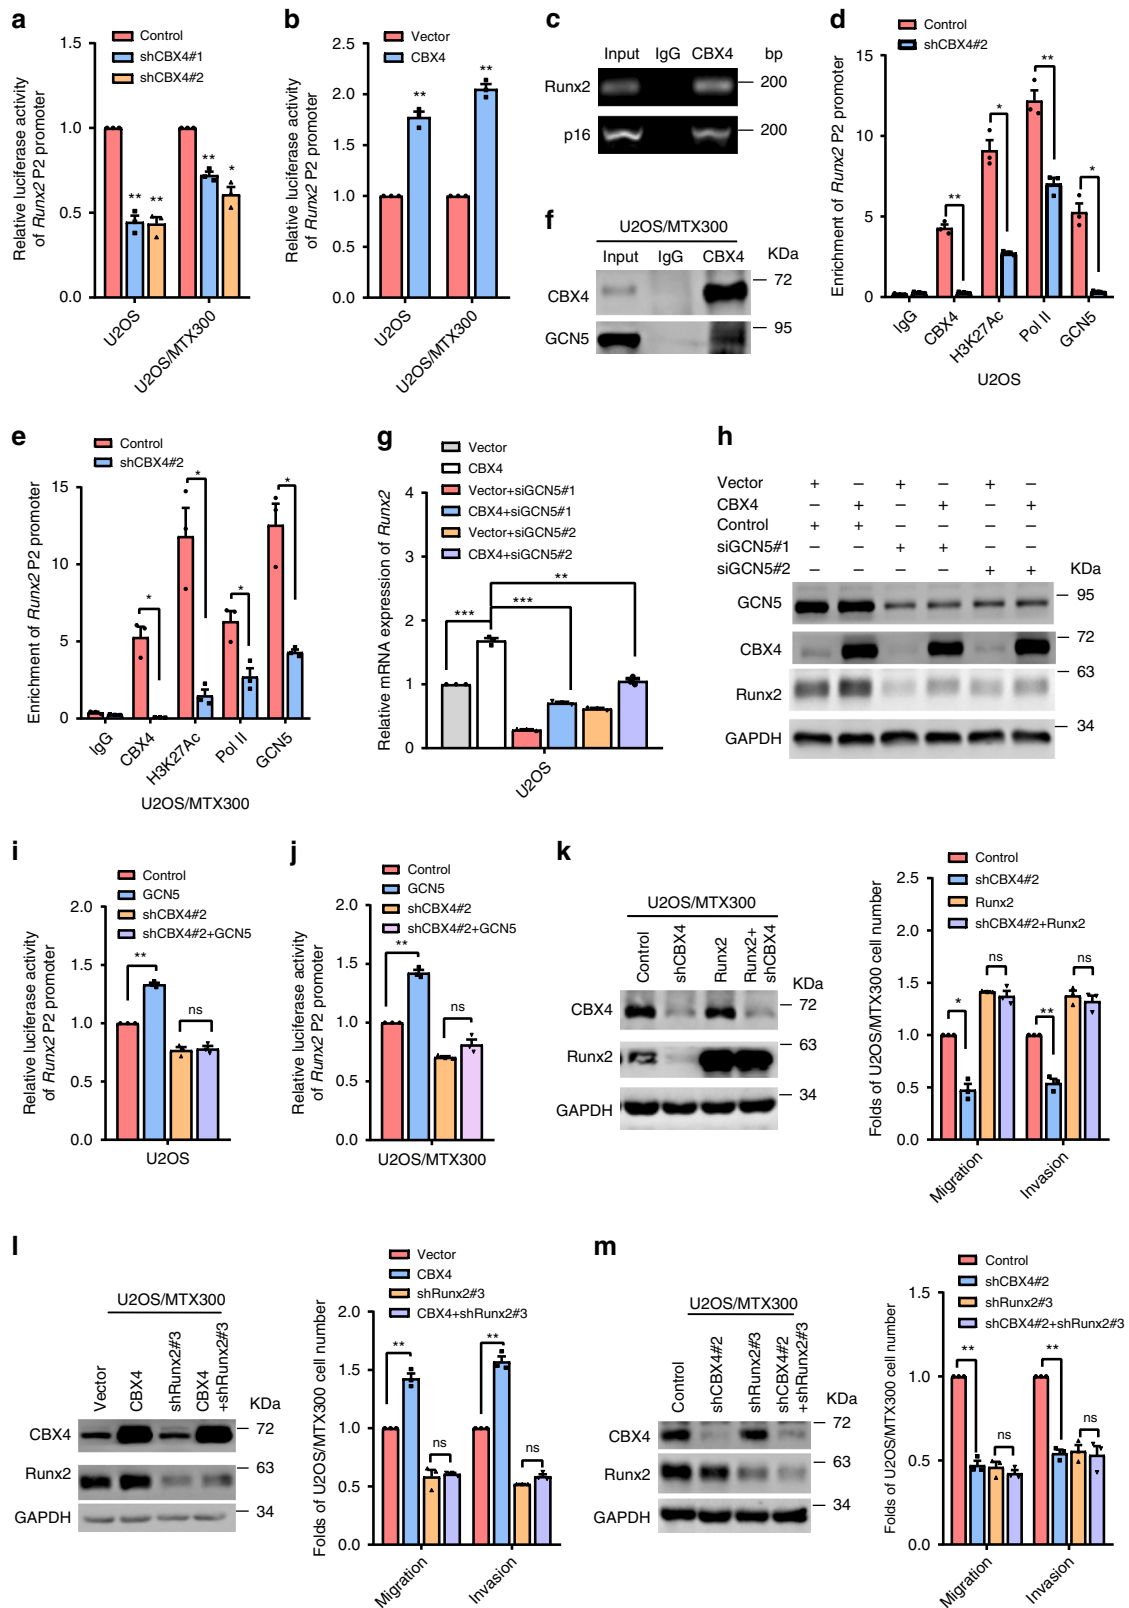 a
Control
shCBX4#1
shCBX4#2
Relative luciferase activity
of Runx2 P2 promoter
1.5
1.0
0.5
0.0
** **
** *
U2OS
U2OS/MTX300
b
Vector
CBX4
Relative luciferase activity
of Runx2 P2 promoter
2.5
2.0
1.5
1.0
0.5
0.0
**
**
U2OS
U2OS/MTX300
c
Input IgG CBX4 bp
Runx2
200
p16
200
d
Control
shCBX4#2
Enrichment of Runx2 P2 promoter
15
10
5
0
**
*
**
*
IgG
CBX4
H3K27Ac
Pol II
GCN5
U2OS
f
U2OS/MTX300
Input IgG CBX4 KDa
CBX4
72
GCN5
95
e
Control
shCBX4#2
Enrichment of Runx2 P2 promoter
15
10
5
0
*
*
*
*
IgG
CBX4
H3K27Ac
Pol II
GCN5
U2OS/MTX300
g
Vector
CBX4
Vector+siGCN5#1
CBX4+siGCN5#1
Vector+siGCN5#2
CBX4+siGCN5#2
Relative mRNA expression of Runx2
4
3
2
1
0
***
***
**
U2OS
h
Vector + − + − + −
CBX4 − + − + − +
Control + + − − − −
siGCN5#1 − − + + − −
siGCN5#2 − − − − + +
KDa
GCN5
95
CBX4
72
63
Runx2
GAPDH
34
i
Control
GCN5
shCBX4#2
shCBX4#2+GCN5
Relative luciferase activity
of Runx2 P2 promoter
2.0
1.5
1.0
0.5
0.0
**
ns
U2OS
j
Control
GCN5
shCBX4#2
shCBX4#2+GCN5
Relative luciferase activity
of Runx2 P2 promoter
2.0
1.5
1.0
0.5
0.0
**
ns
U2OS/MTX300
k
U2OS/MTX300
Control
shCBX4
Runx2
Runx2+
shCBX4
KDa
CBX4
72
Runx2
63
GAPDH
34
Control
shCBX4#2
Runx2
shCBX4#2+Runx2
Folds of U2OS/MTX300 cell number
2.5
2.0
1.5
1.0
0.5
0.0
*
ns
**
ns
Migration
Invasion
l
U2OS/MTX300
Vector
CBX4
shRunx2#3
CBX4
+shRunx2#3
KDa
CBX4
72
Runx2
63
GAPDH
34
Vector
CBX4
shRunx2#3
CBX4+shRunx2#3
Folds of U2OS/MTX300 cell number
2.0
1.5
1.0
0.5
0.0
**
ns
**
ns
Migration
Invasion
m
U2OS/MTX300
Control
shCBX4#2
shRunx2#3
shCBX4#2
+shRunx2#3
KDa
CBX4
72
Runx2
63
GAPDH
34
Control
shCBX4#2
shRunx2#3
shCBX4#2+shRunx2#3
Folds of U2OS/MTX300 cell number
1.5
1.0
0.5
0.0
**
ns
**
ns
Migration
Invasion